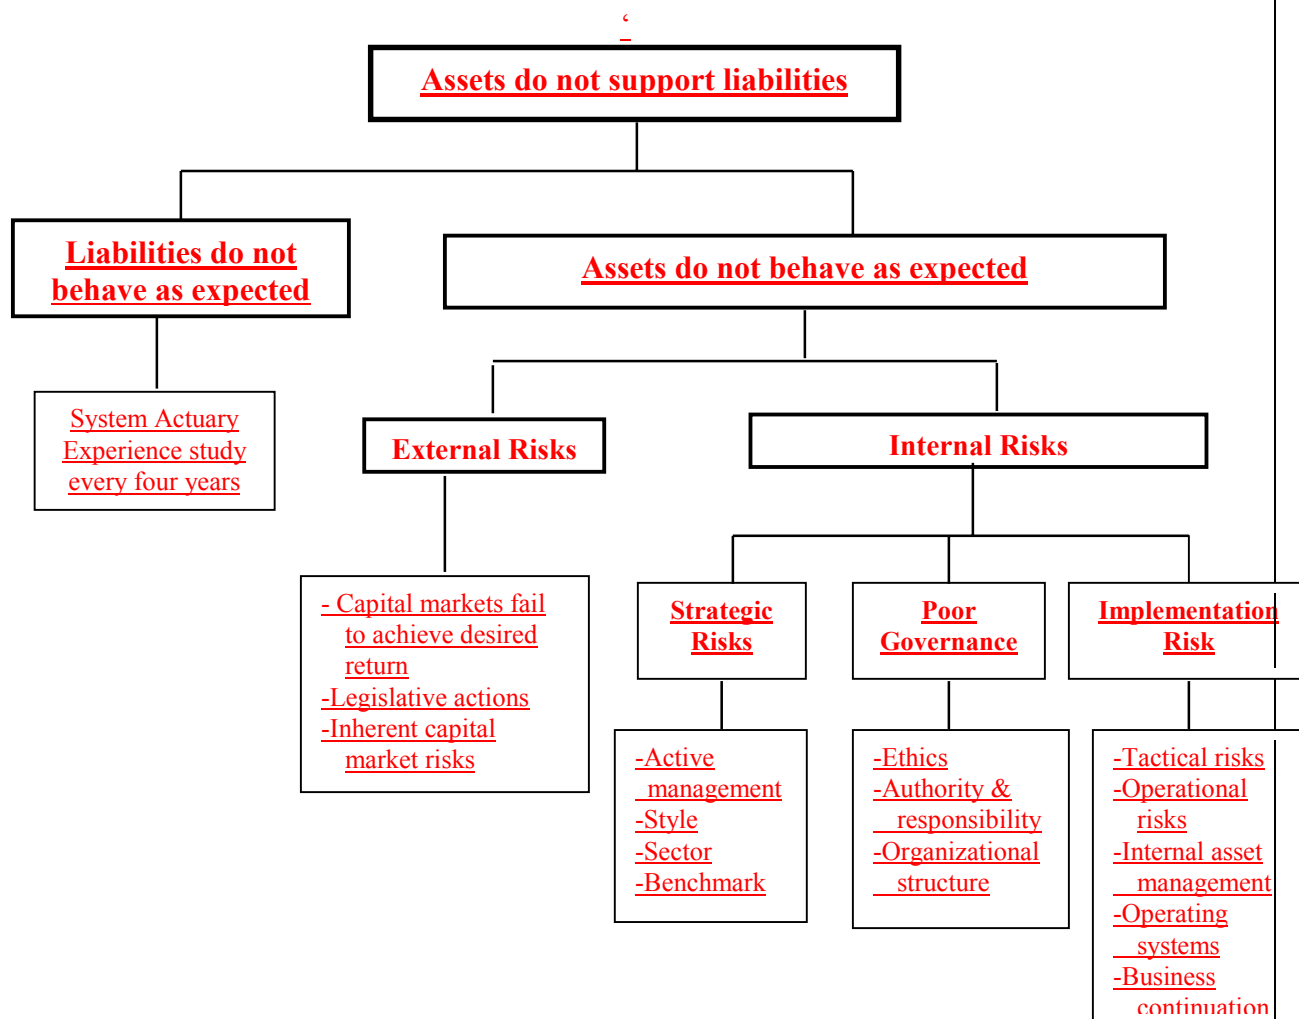 ‘
Assets do not support liabilities
Liabilities do not
behave as expected
Assets do not behave as expected
System Actuary
Experience study
every four years
External Risks
Internal Risks
- Capital markets fail
to achieve desired
return
-Legislative actions
-Inherent capital
market risks
Strategic
Risks
Poor
Governance
Implementation
Risk
-Active
management
-Style
-Sector
-Benchmark
-Ethics
-Authority &
responsibility
-Organizational
structure
-Tactical risks
-Operational
risks
-Internal asset
management
-Operating
systems
-Business
continuation